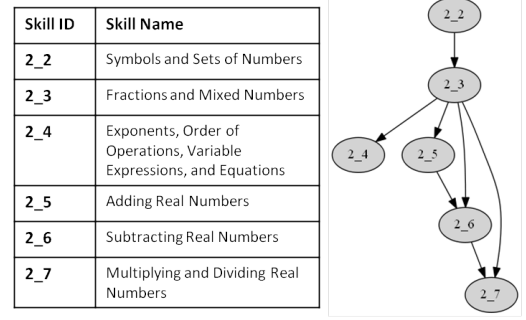 Skill ID Skill Name
2_2 Symbols and Sets of Numbers
2_3 Fractions and Mixed Numbers
2_4 Exponents, Order of
Operations, Variable
Expressions, and Equations
2_5 Adding Real Numbers
2_6 Subtracting Real Numbers
2_7 Multiplying and Dividing Real
Numbers
2_2
2_3
2_4 2_5
2_6
2_7